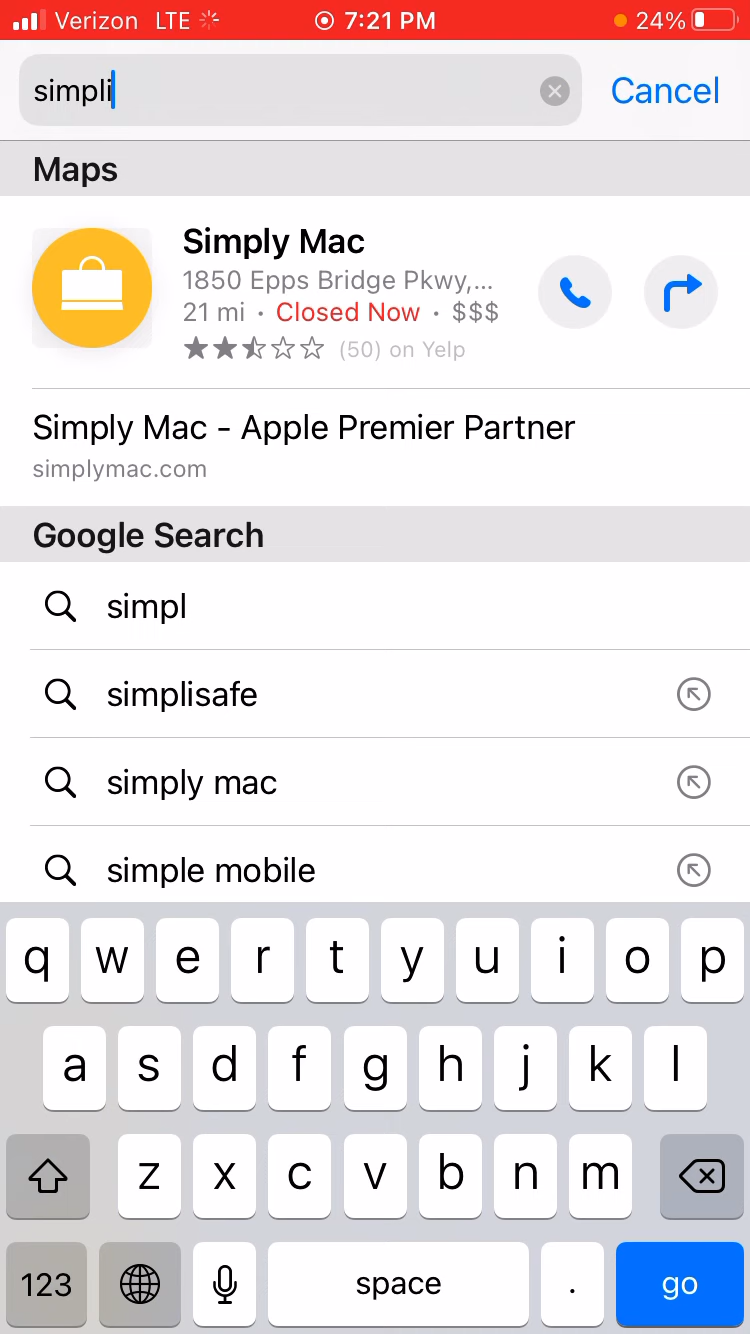 Verizon LTE 7:21 PM 24%
simpli Cancel
Maps
Simply Mac
1850 Epps Bridge Pkwy,...
21 mi · Closed Now · $$$
(50) on Yelp
Simply Mac - Apple Premier Partner
simplymac.com
Google Search
simpl
simplisafe
simply mac
simple mobile
q w e r t y u i o p
a s d f g h j k l
z x c v b n m
123 space . go